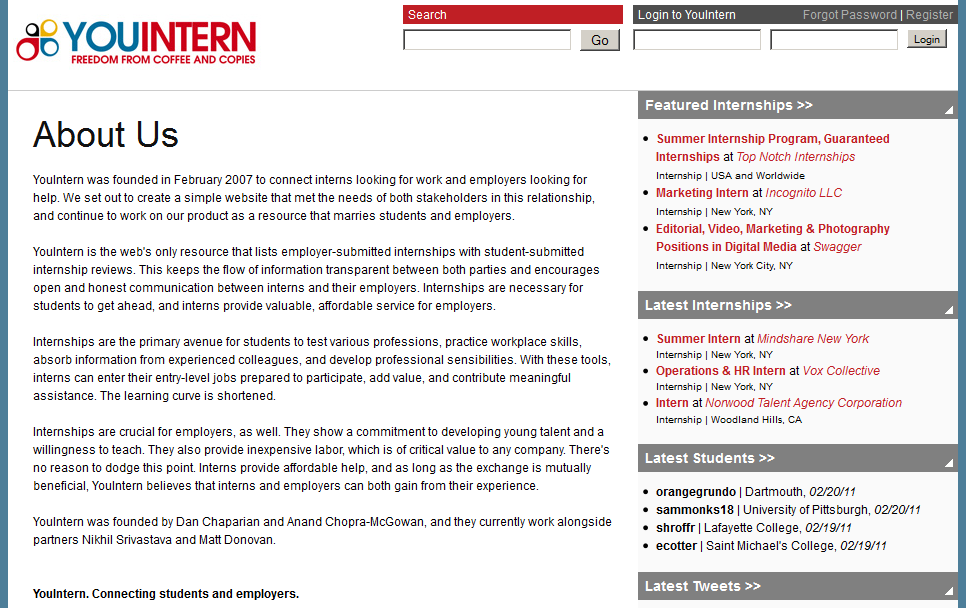 YOUINTERN
FREEDOM FROM COFFEE AND COPIES
Search
Go
Login to YouIntern
Forgot Password | Register
Login
About Us
YouIntern was founded in February 2007 to connect interns looking for work and employers looking for
help. We set out to create a simple website that met the needs of both stakeholders in this relationship,
and continue to work on our product as a resource that marries students and employers.
YouIntern is the web's only resource that lists employer-submitted internships with student-submitted
internship reviews. This keeps the flow of information transparent between both parties and encourages
open and honest communication between interns and their employers. Internships are necessary for
students to get ahead, and interns provide valuable, affordable service for employers.
Internships are the primary avenue for students to test various professions, practice workplace skills,
absorb information from experienced colleagues, and develop professional sensibilities. With these tools,
interns can enter their entry-level jobs prepared to participate, add value, and contribute meaningful
assistance. The learning curve is shortened.
Internships are crucial for employers, as well. They show a commitment to developing young talent and a
willingness to teach. They also provide inexpensive labor, which is of critical value to any company. There's
no reason to dodge this point. Interns provide affordable help, and as long as the exchange is mutually
beneficial, YouIntern believes that interns and employers can both gain from their experience.
YouIntern was founded by Dan Chaparian and Anand Chopra-McGowan, and they currently work alongside
partners Nikhil Srivastava and Matt Donovan.
YouIntern. Connecting students and employers.
Featured Internships >>
• Summer Internship Program, Guaranteed
Internships at Top Notch Internships
Internship | USA and Worldwide
• Marketing Intern at Incognito LLC
Internship | New York, NY
• Editorial, Video, Marketing & Photography
Positions in Digital Media at Swagger
Internship | New York City, NY
Latest Internships >>
• Summer Intern at Mindshare New York
Internship | New York, NY
• Operations & HR Intern at Vox Collective
Internship | New York, NY
• Intern at Norwood Talent Agency Corporation
Internship | Woodland Hills, CA
Latest Students >>
• orangegrundo | Dartmouth, 02/20/11
• sammonks18 | University of Pittsburgh, 02/20/11
• shroffr | Lafayette College, 02/19/11
• ecotter | Saint Michael's College, 02/19/11
Latest Tweets >>